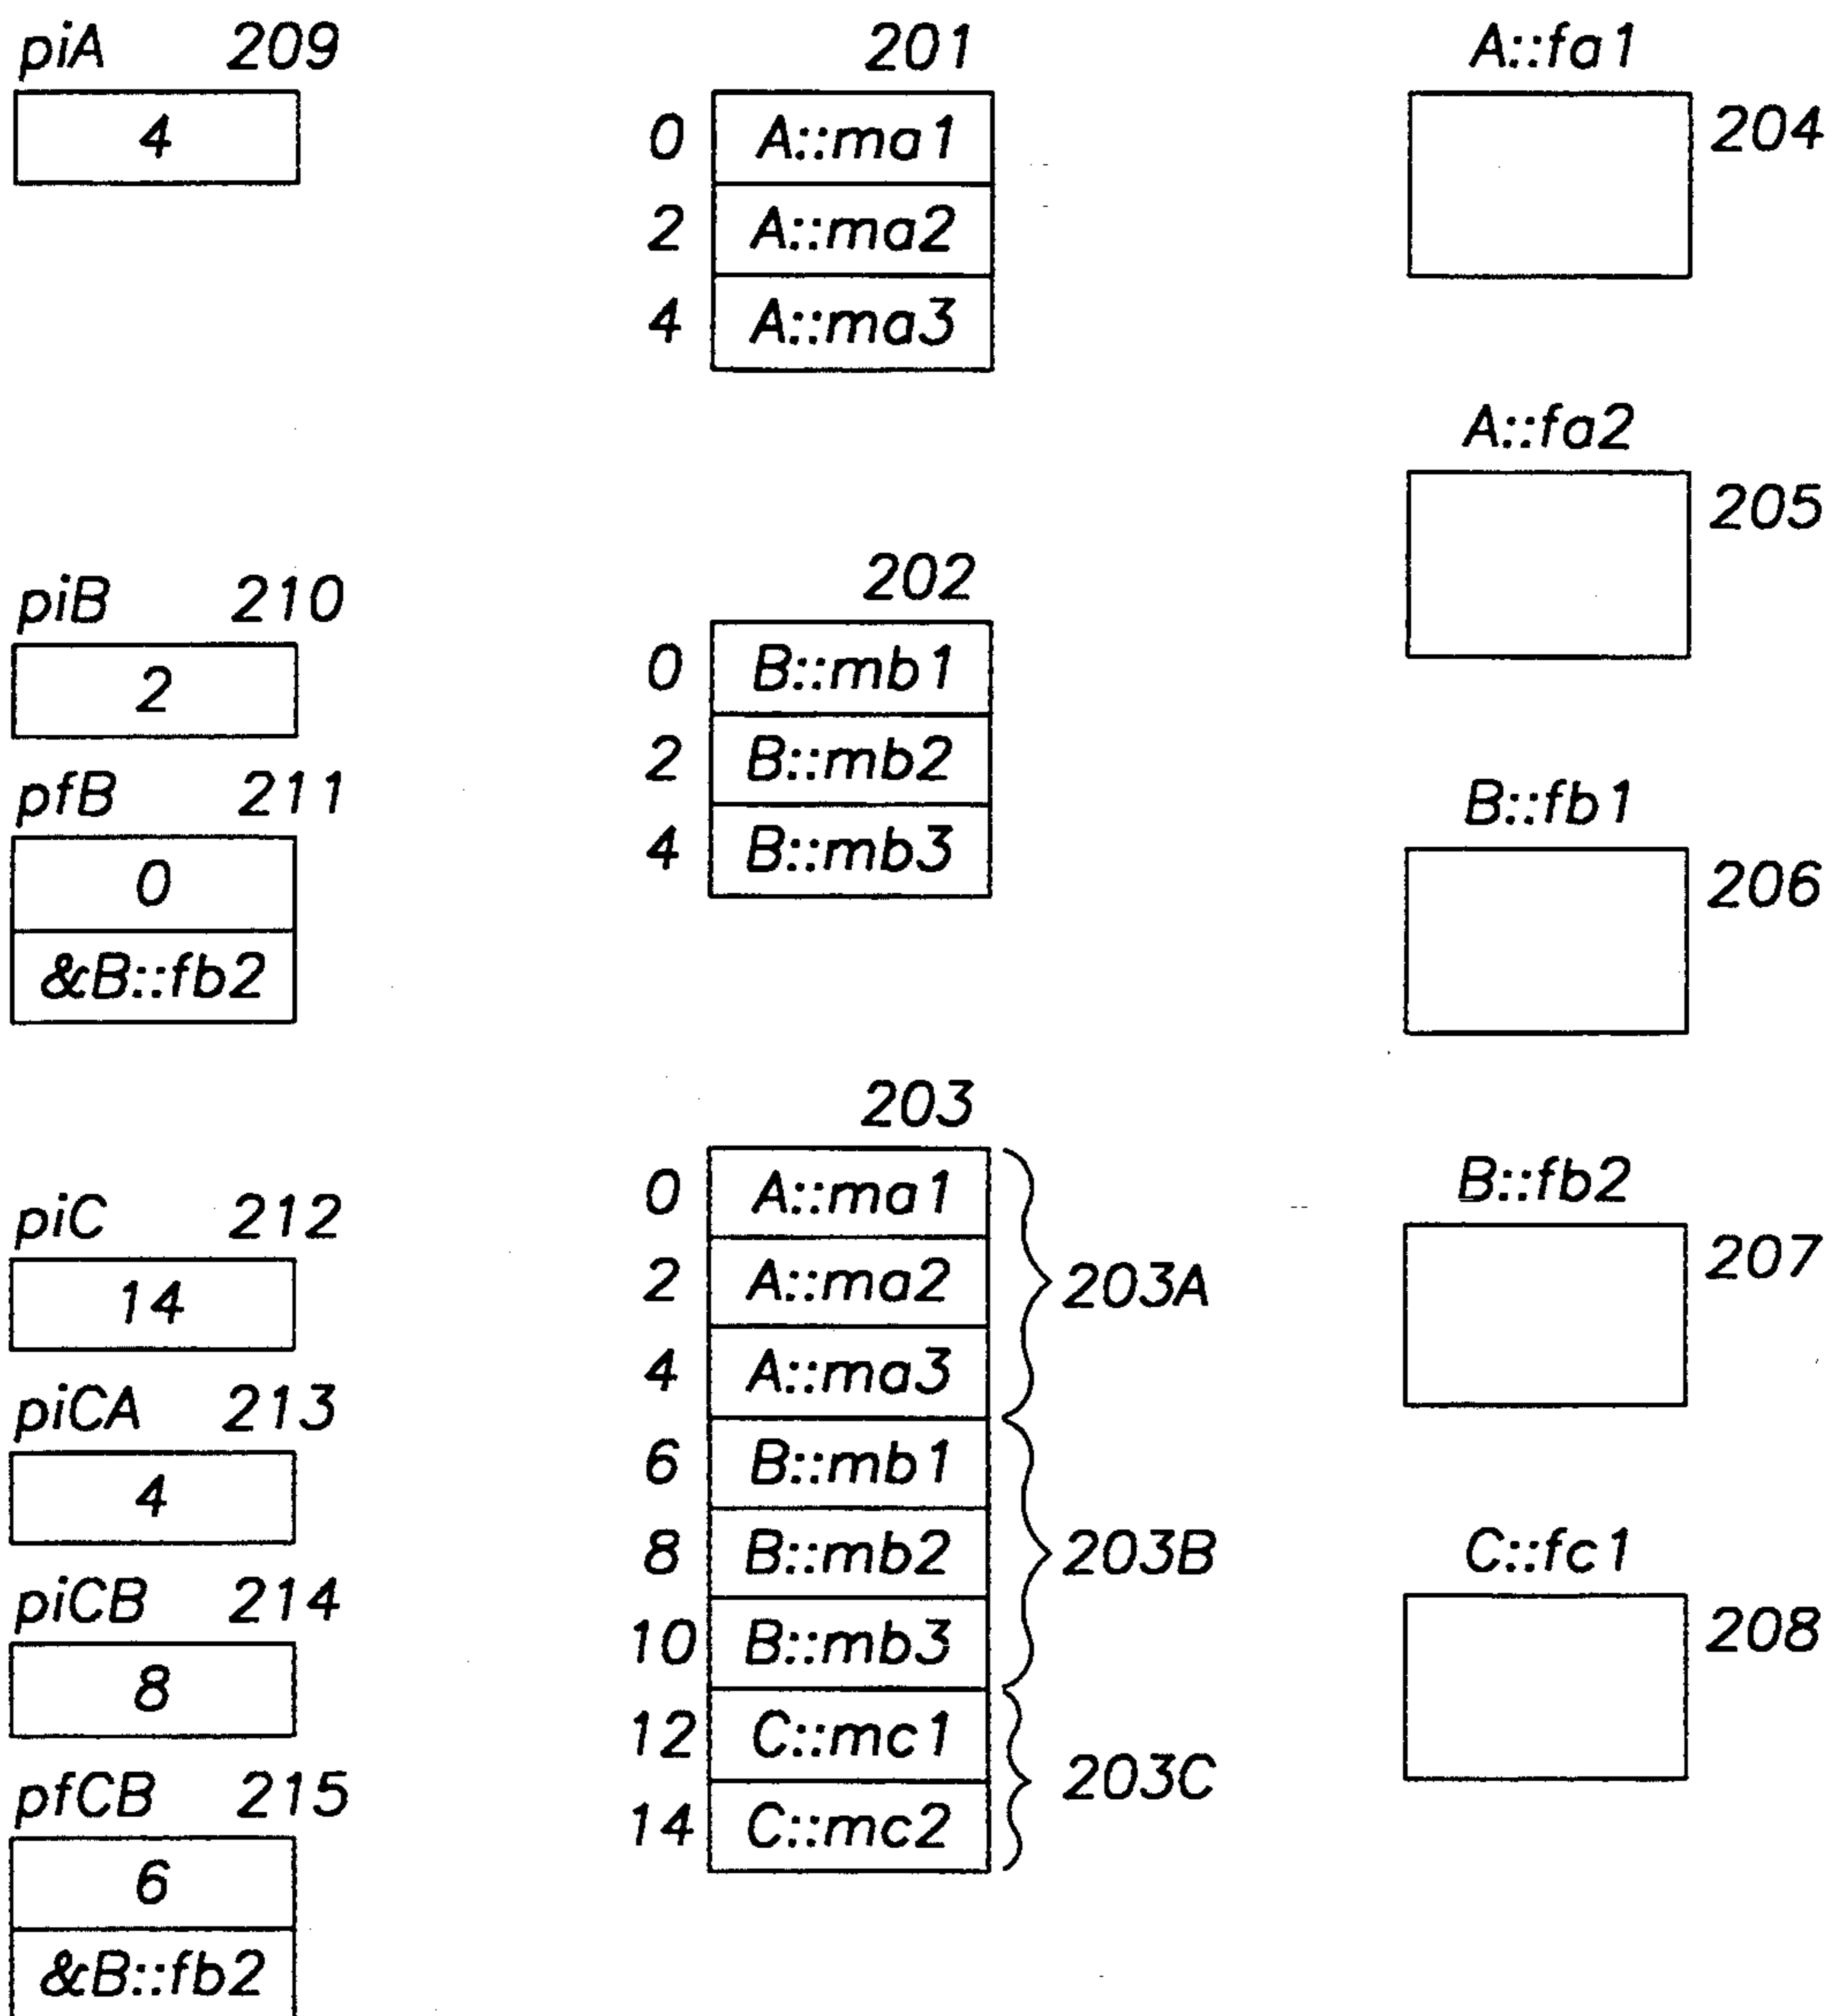 piA 209
4
piB 210
2
pfB 211
0
&B::fb2
piC 212
14
piCA 213
4
piCB 214
8
pfCB 215
6
&B::fb2
201
0 A::ma1
2 A::ma2
4 A::ma3
202
0 B::mb1
2 B::mb2
4 B::mb3
203
0 A::ma1
2 A::ma2
4 A::ma3
203A
6 B::mb1
8 B::mb2
10 B::mb3
203B
12 C::mc1
14 C::mc2
203C
A::fa1
204
A::fa2
205
B::fb1
206
B::fb2
207
C::fc1
208